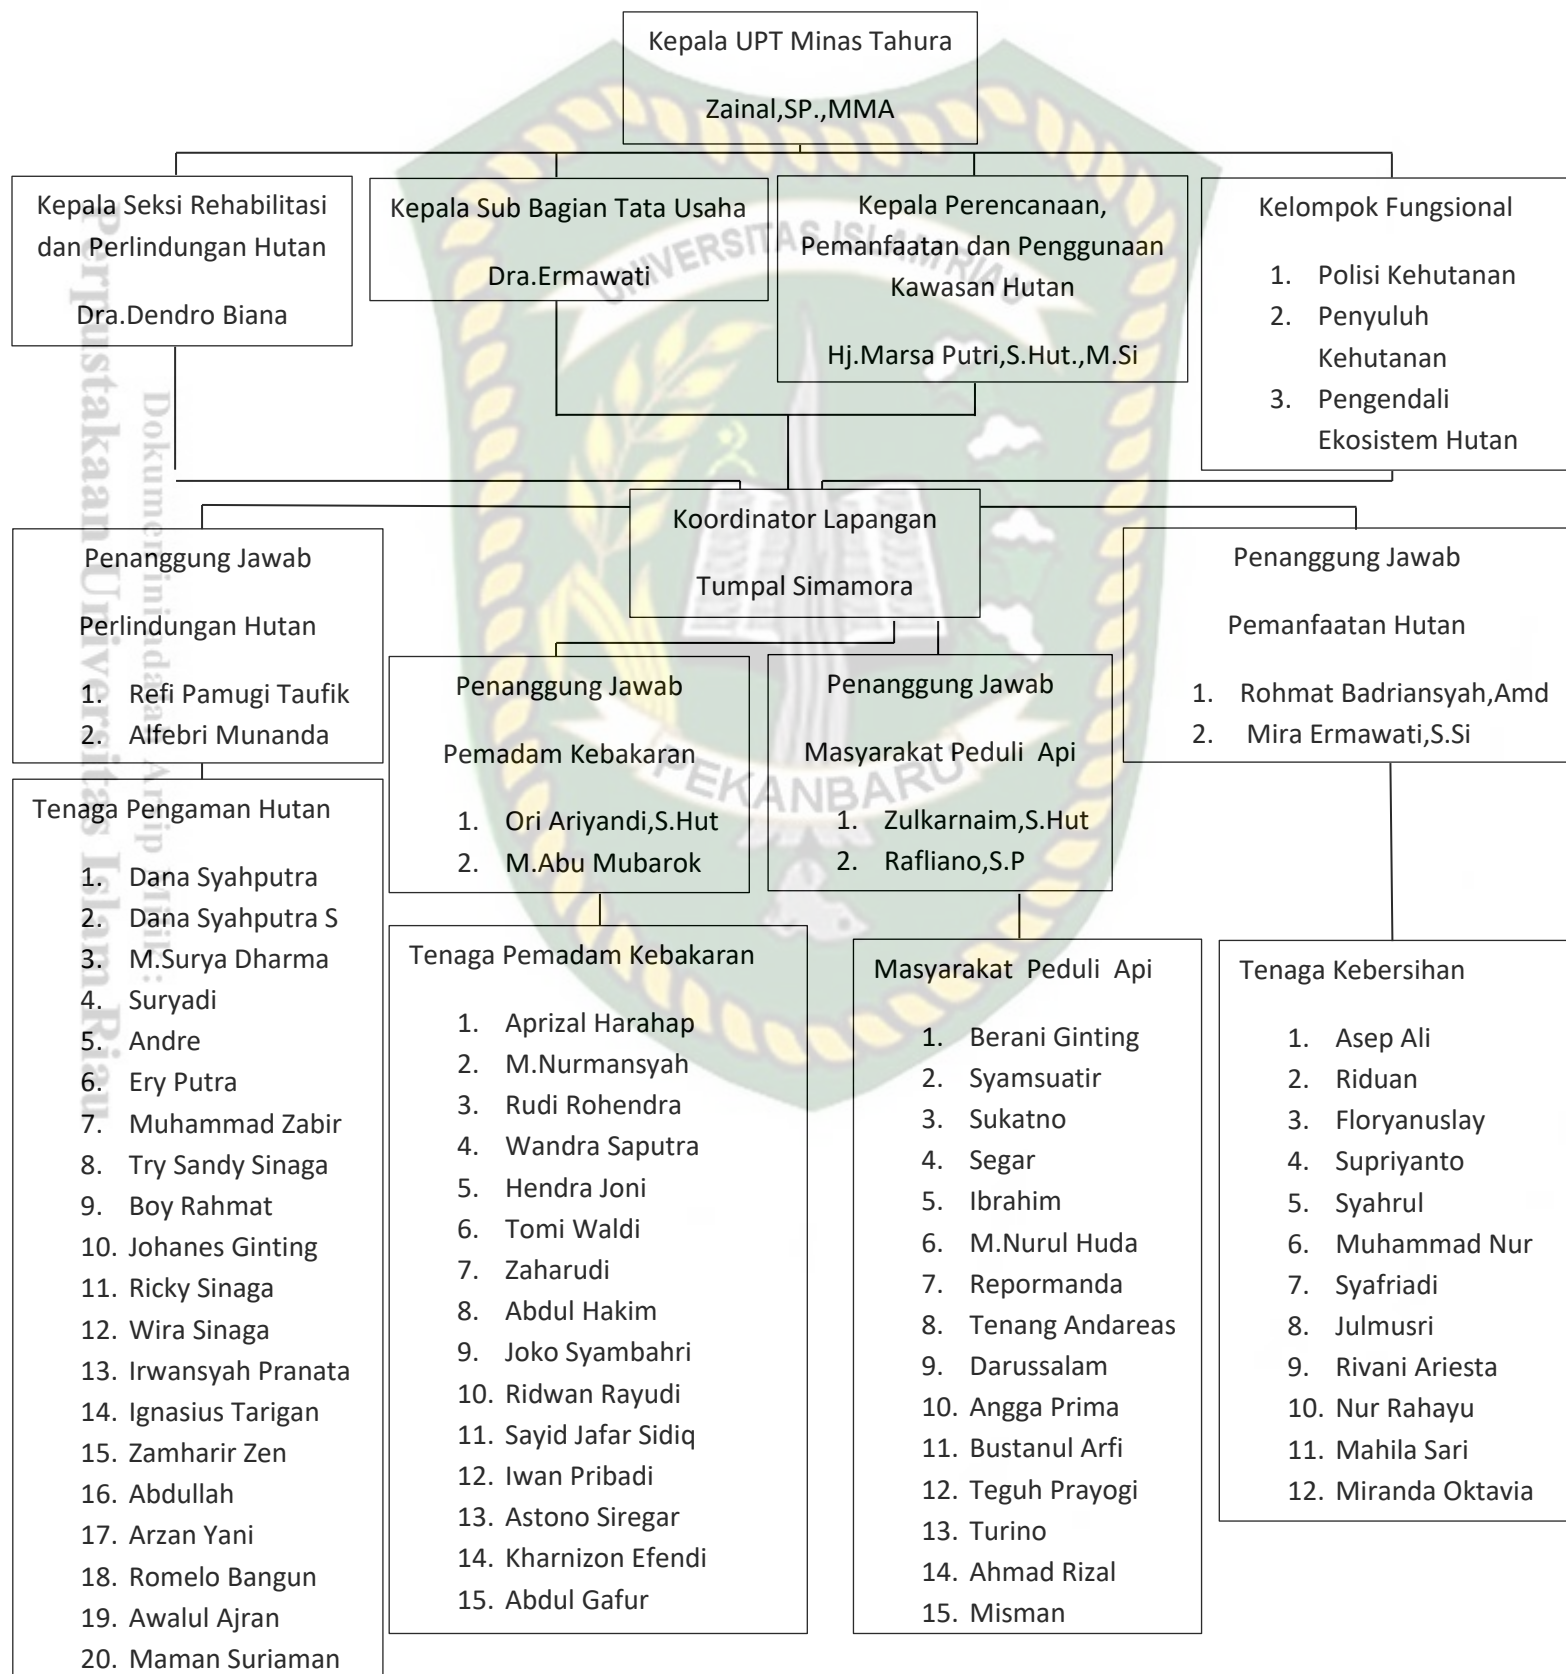 Kepala UPT Minas Tahura
Zainal,SP.,MMA
Kepala Seksi Rehabilitasi
dan Perlindungan Hutan
Dra.Dendro Biana
Kepala Sub Bagian Tata Usaha
Dra.Ermawati
Kepala Perencanaan,
Pemanfaatan dan Penggunaan
Kawasan Hutan
Hj.Marsa Putri,S.Hut.,M.Si
Kelompok Fungsional
1. Polisi Kehutanan
2. Penyuluh
Kehutanan
3. Pengendali
Ekosistem Hutan
Koordinator Lapangan
Tumpal Simamora
Penanggung Jawab
Perlindungan Hutan
1. Refi Pamugi Taufik
2. Alfebri Munanda
Penanggung Jawab
Pemadam Kebakaran
1. Ori Ariyandi,S.Hut
2. M.Abu Mubarok
Penanggung Jawab
Masyarakat Peduli Api
1. Zulkarnaim,S.Hut
2. Rafliano,S.P
Penanggung Jawab
Pemanfaatan Hutan
1. Rohmat Badriansyah,Amd
2. Mira Ermawati,S.Si
Tenaga Pengaman Hutan
1. Dana Syahputra
2. Dana Syahputra S
3. M.Surya Dharma
4. Suryadi
5. Andre
6. Ery Putra
7. Muhammad Zabir
8. Try Sandy Sinaga
9. Boy Rahmat
10. Johanes Ginting
11. Ricky Sinaga
12. Wira Sinaga
13. Irwansyah Pranata
14. Ignasius Tarigan
15. Zamharir Zen
16. Abdullah
17. Arzan Yani
18. Romelo Bangun
19. Awalul Ajran
20. Maman Suriaman
Tenaga Pemadam Kebakaran
1. Aprizal Harahap
2. M.Nurmansyah
3. Rudi Rohendra
4. Wandra Saputra
5. Hendra Joni
6. Tomi Waldi
7. Zaharudi
8. Abdul Hakim
9. Joko Syambahri
10. Ridwan Rayudi
11. Sayid Jafar Sidiq
12. Iwan Pribadi
13. Astono Siregar
14. Kharnizon Efendi
15. Abdul Gafur
Masyarakat Peduli Api
1. Berani Ginting
2. Syamsuatir
3. Sukatno
4. Segar
5. Ibrahim
6. M.Nurul Huda
7. Repormanda
8. Tenang Andareas
9. Darussalam
10. Angga Prima
11. Bustanul Arfi
12. Teguh Prayogi
13. Turino
14. Ahmad Rizal
15. Misman
Tenaga Kebersihan
1. Asep Ali
2. Riduan
3. Floryanuslay
4. Supriyanto
5. Syahrul
6. Muhammad Nur
7. Syafriadi
8. Julmusri
9. Rivani Ariesta
10. Nur Rahayu
11. Mahila Sari
12. Miranda Oktavia
UNIVERSITAS ISLAM RIAU
PEKANBARU
Dokumen ini adalah Arsip Milik :
Perpustakaan Universitas Islam Riau